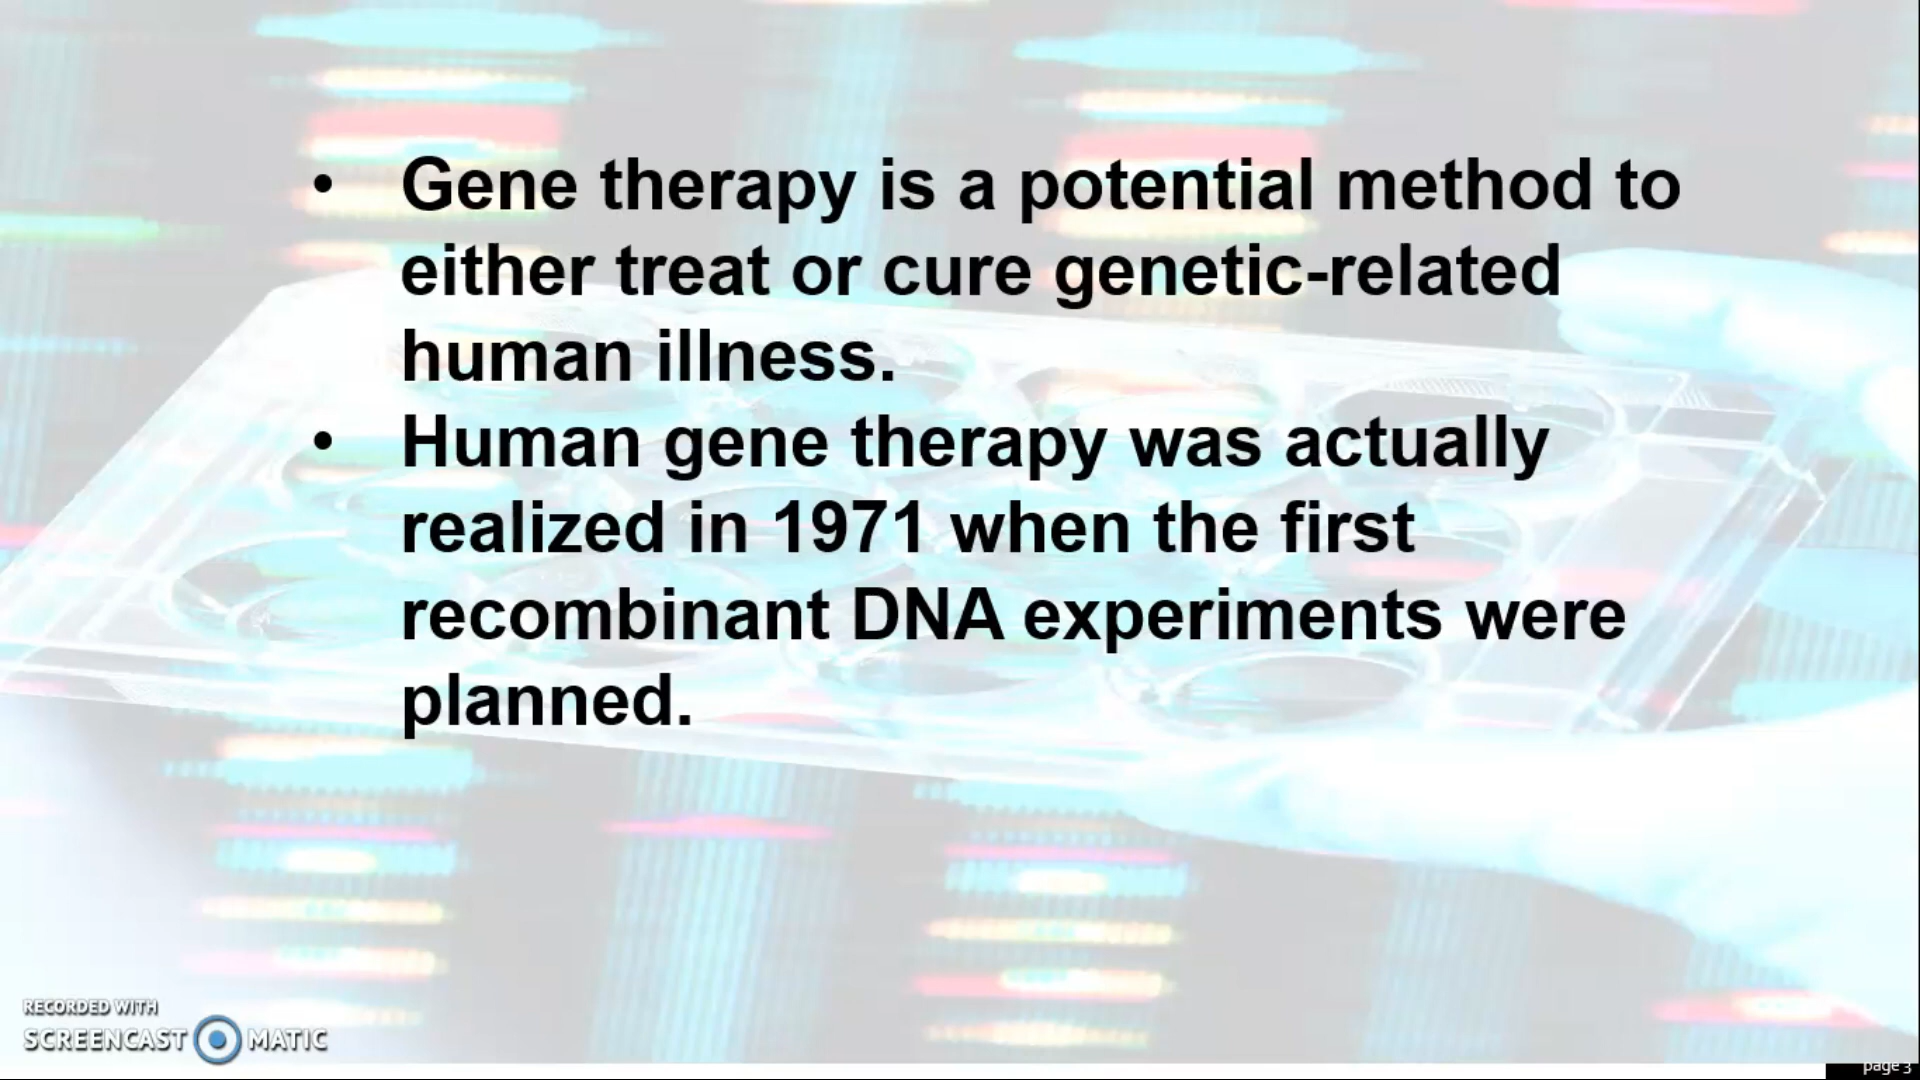 • Gene therapy is a potential method to
either treat or cure genetic-related
human illness.
• Human gene therapy was actually
realized in 1971 when the first
recombinant DNA experiments were
planned.
RECORDED WITH
SCREENCAST MATIC
page 3